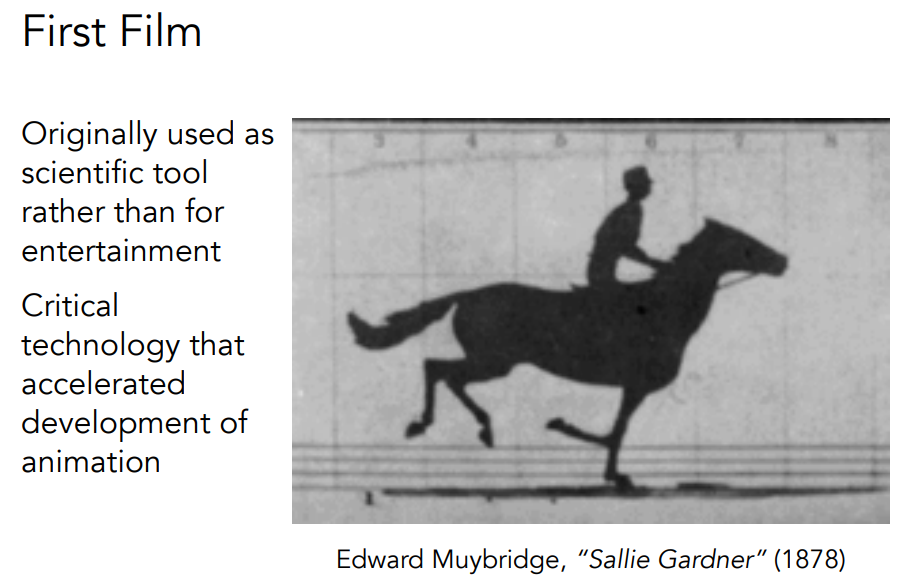 First Film
Originally used as
scientific tool
rather than for
entertainment
Critical
technology that
accelerated
development of
animation
3 4 5 6 7 8
1
Edward Muybridge, “Sallie Gardner” (1878)